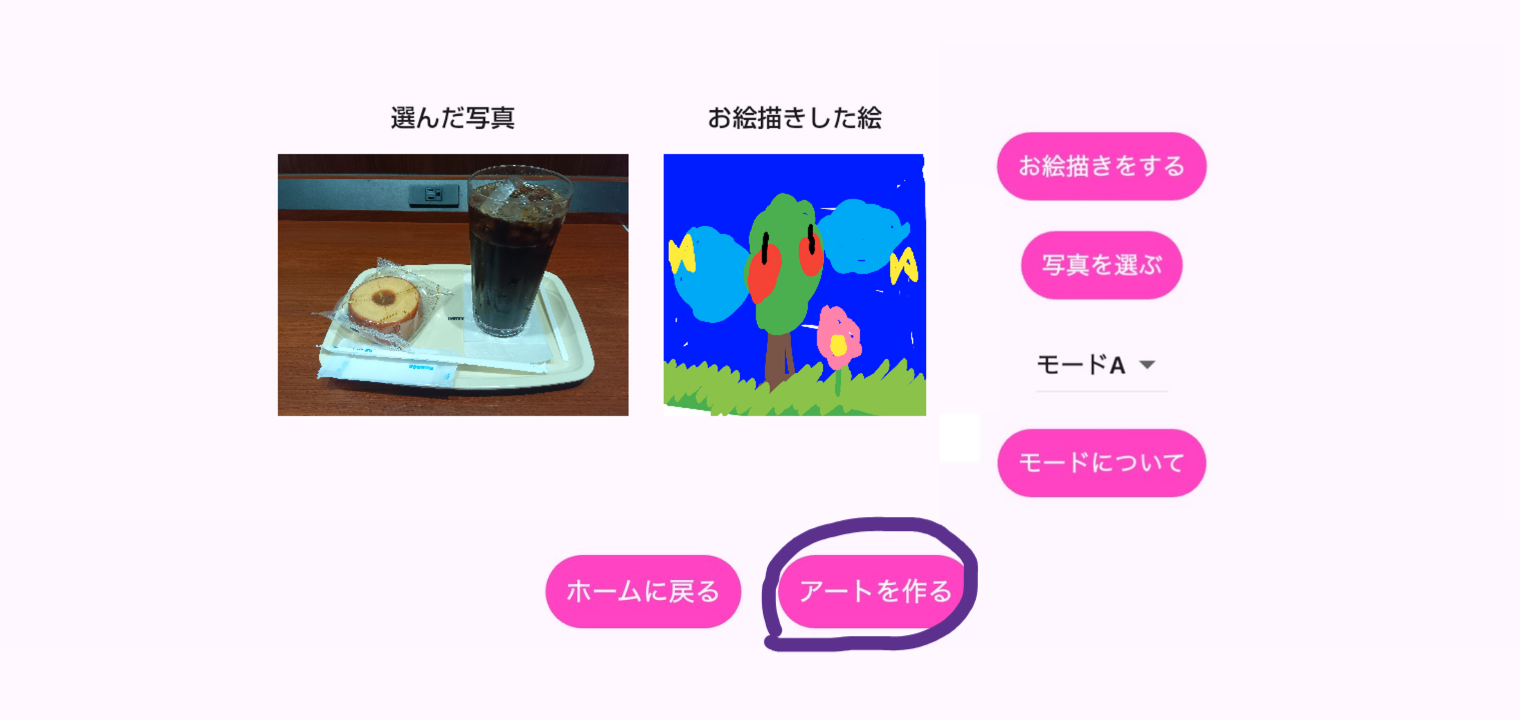 選んだ写真
お絵描きした絵
お絵描きをする
写真を選ぶ
モードA
モードについて
ホームに戻る
アートを作る